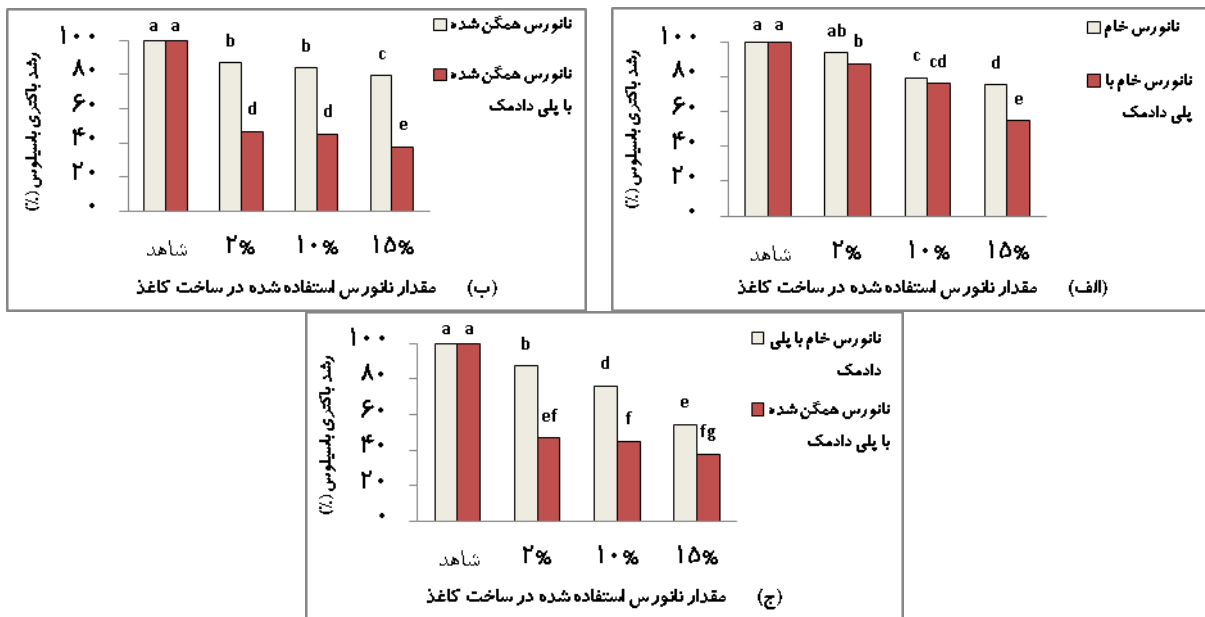 a a
ab
b
c
cd
d
e
۱۰۰
۸۰
۶۰
۴۰
۲۰
۰
رشد باکتری باسیلوس (%)
نانورس خام
نانورس خام با
پلی دادمک
شاهد ۲% ۱۰% ۱۵%
مقدار نانورس استفاده شده در ساخت کاغذ (الف)
a a
b
d
b
d
c
e
۱۰۰
۸۰
۶۰
۴۰
۲۰
۰
رشد باکتری باسیلوس (%)
نانورس همگن شده
نانورس همگن شده
با پلی دادمک
شاهد ۲% ۱۰% ۱۵%
مقدار نانورس استفاده شده در ساخت کاغذ (ب)
a a
b
ef
d
f
e
fg
۱۰۰
۸۰
۶۰
۴۰
۲۰
۰
رشد باکتری باسیلوس (%)
نانورس خام با پلی
دادمک
نانورس همگن شده
با پلی دادمک
شاهد ۲% ۱۰% ۱۵%
مقدار نانورس استفاده شده در ساخت کاغذ (ج)